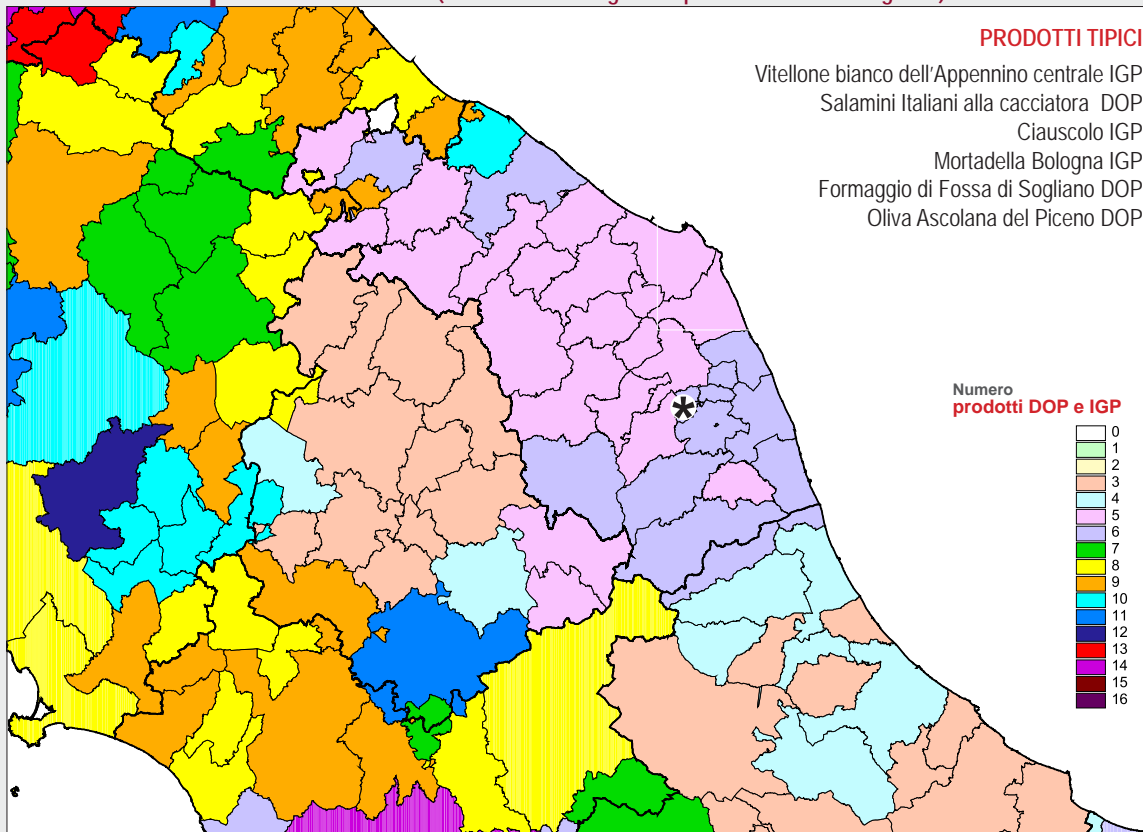 PRODOTTI TIPICI
Vitellone bianco dell'Appennino centrale IGP
Salamini Italiani alla cacciatora DOP
Ciauscolo IGP
Mortadella Bologna IGP
Formaggio di Fossa di Sogliano DOP
Oliva Ascolana del Piceno DOP
*
Numero
prodotti DOP e IGP
0
1
2
3
4
5
6
7
8
9
10
11
12
13
14
15
16